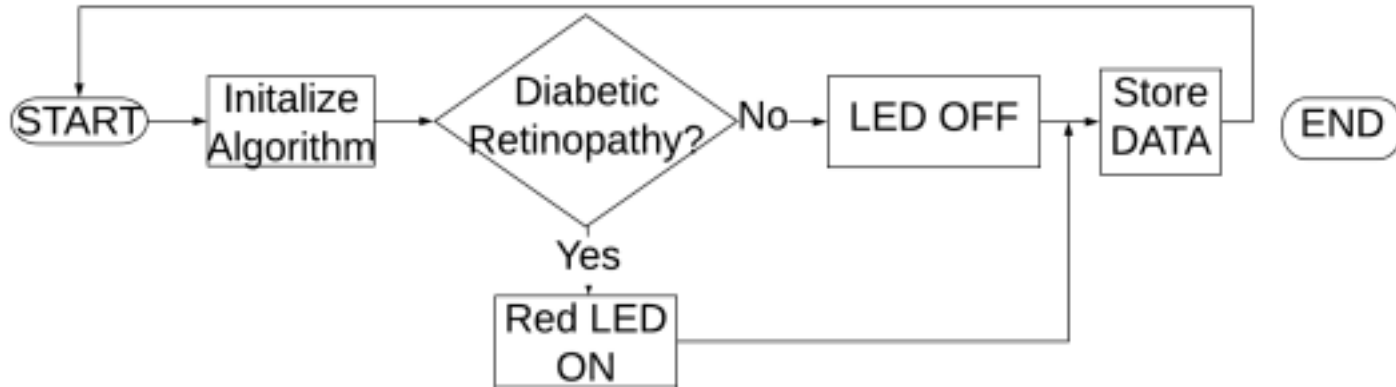 START
Initalize
Algorithm
Diabetic
Retinopathy?
No
LED OFF
Store
DATA
END
Yes
Red LED
ON